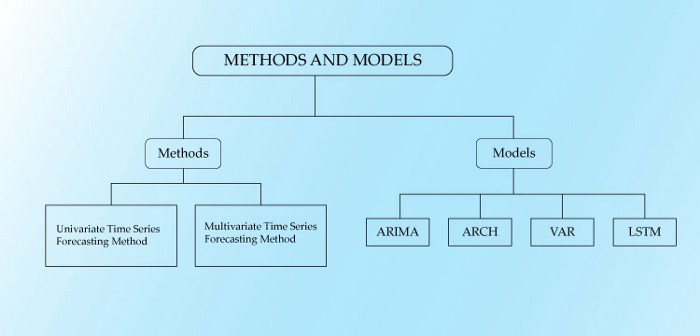 METHODS AND MODELS
Methods
Models
Univariate Time Series
Forecasting Method
Multivariate Time Series
Forecasting Method
ARIMA
ARCH
VAR
LSTM